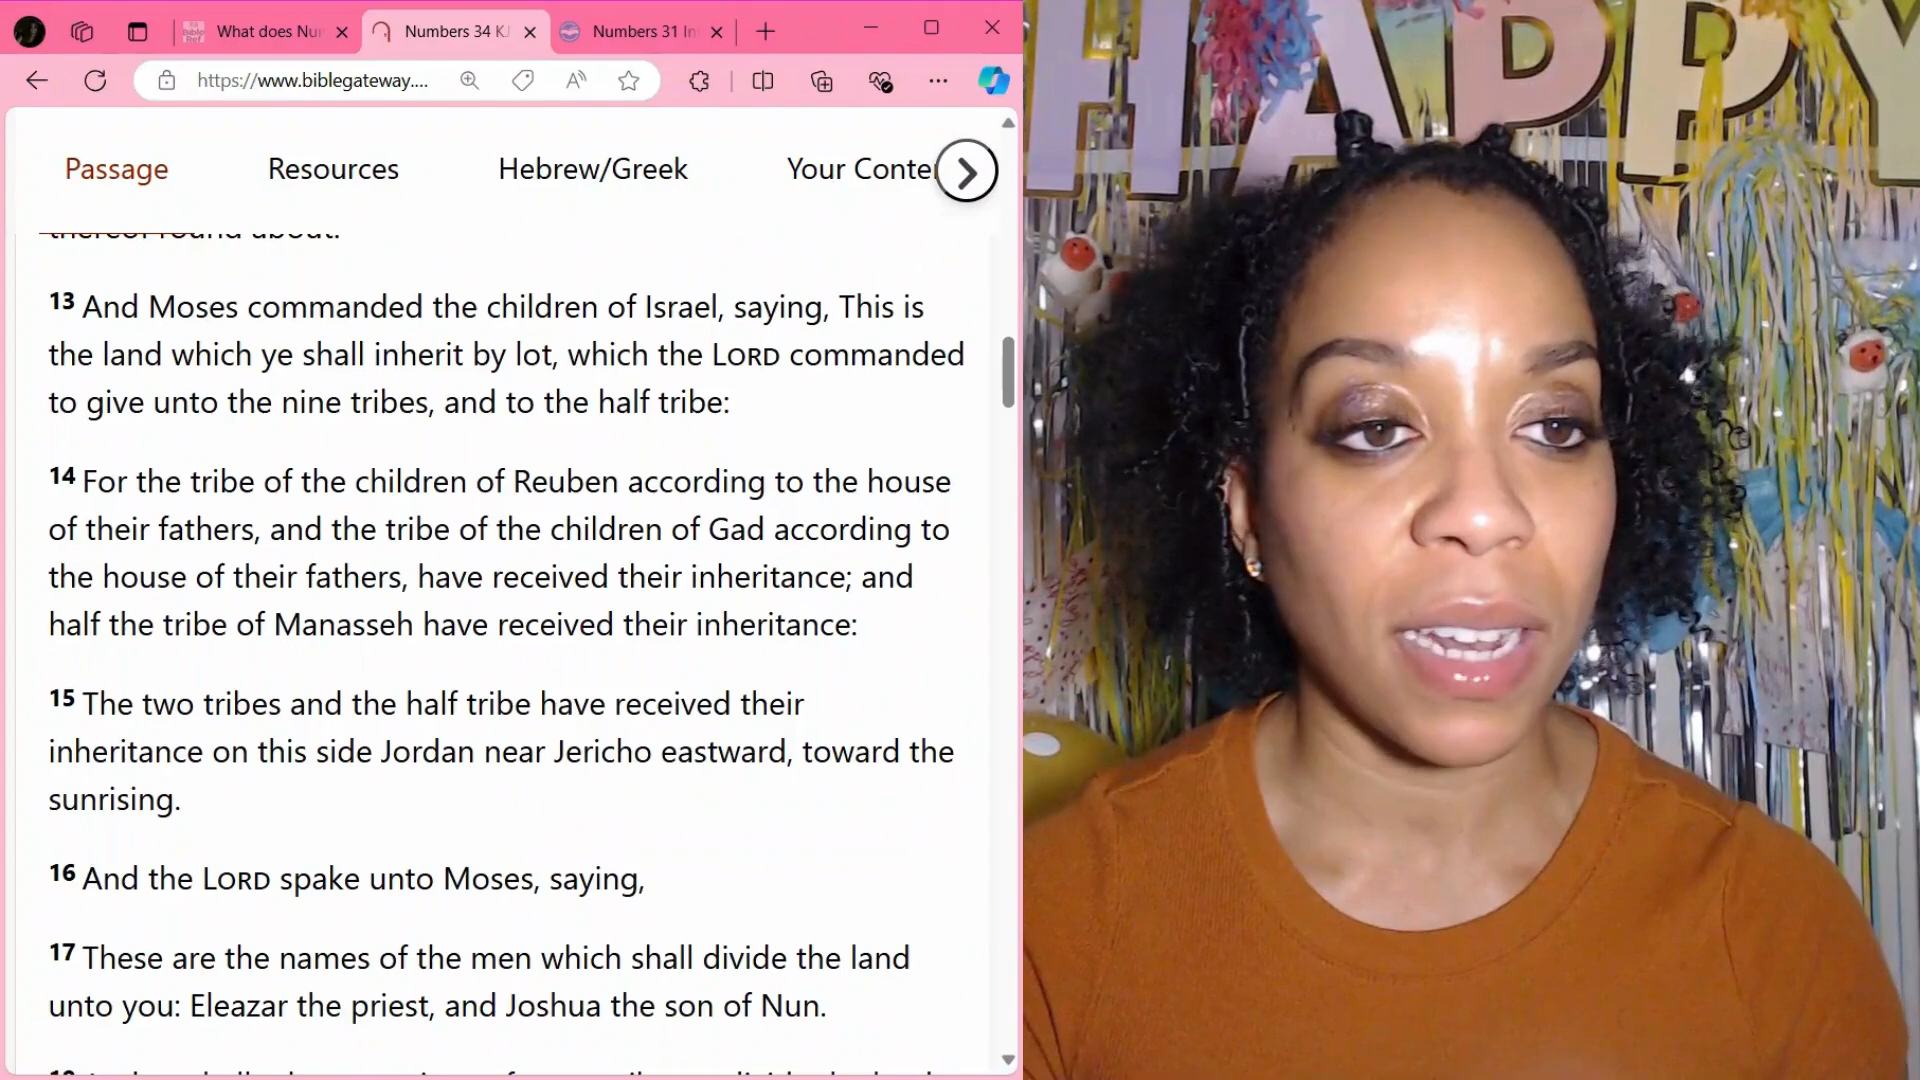 What does Nu
Numbers 34 K
Numbers 31 In
https://www.biblegateway....
Passage
Resources
Hebrew/Greek
Your Conte
thereof round about.
13 And Moses commanded the children of Israel, saying, This is
the land which ye shall inherit by lot, which the LORD commanded
to give unto the nine tribes, and to the half tribe:
14 For the tribe of the children of Reuben according to the house
of their fathers, and the tribe of the children of Gad according to
the house of their fathers, have received their inheritance; and
half the tribe of Manasseh have received their inheritance:
15 The two tribes and the half tribe have received their
inheritance on this side Jordan near Jericho eastward, toward the
sunrising.
16 And the LORD spake unto Moses, saying,
17 These are the names of the men which shall divide the land
unto you: Eleazar the priest, and Joshua the son of Nun.
HAPPY